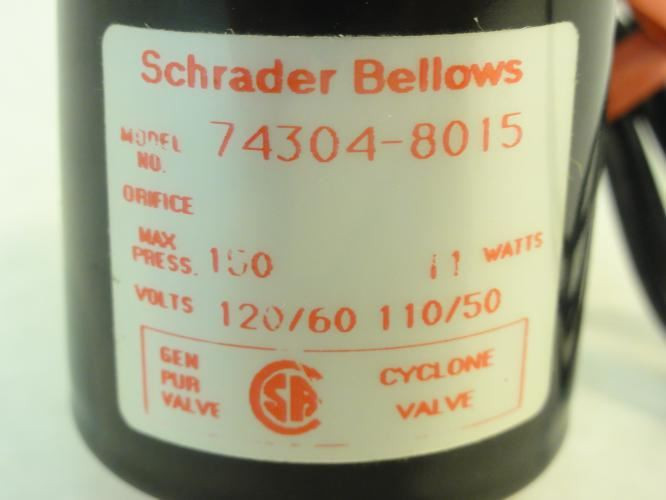 Schrader Bellows
MODEL NO. 74304-8015
ORIFICE
MAX PRESS. 150 11 WATTS
VOLTS 120/60 110/50
GEN PUR VALVE
CSA
CYCLONE VALVE